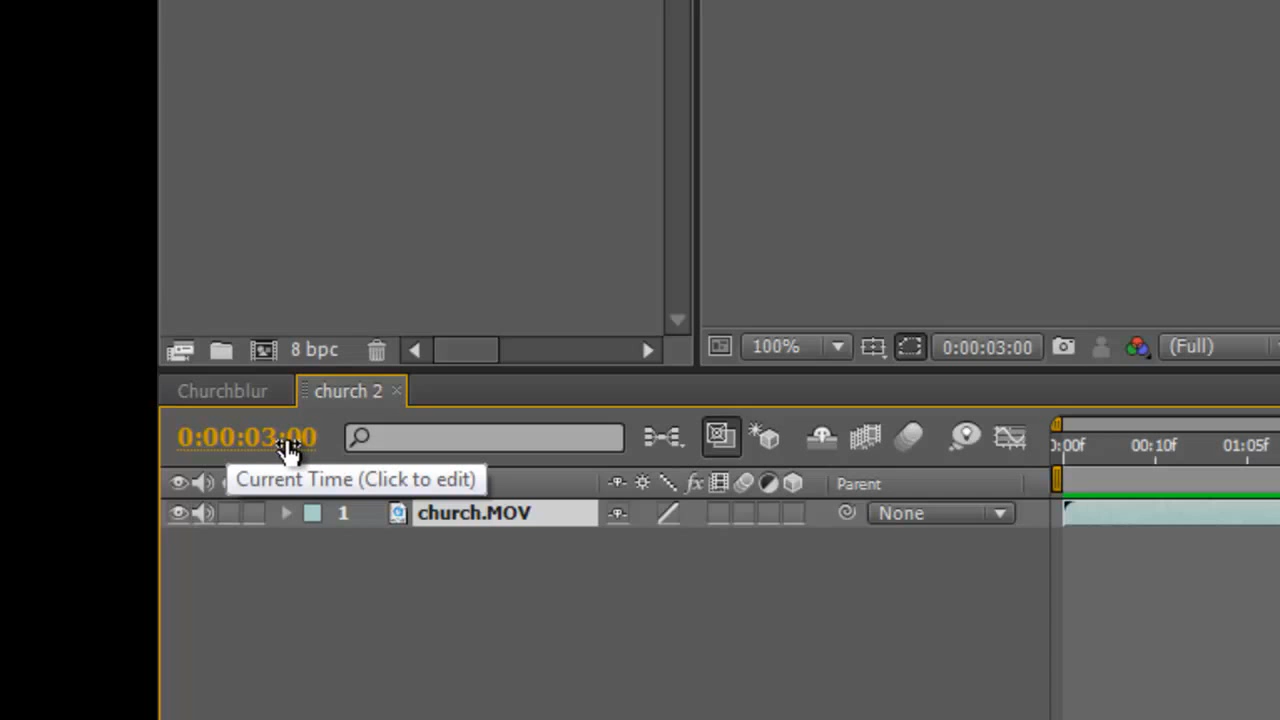 8 bpc
100%
0:00:03:00
(Full)
Churchblur
church 2
0:00:03:00
0:00f
00:10f
01:05f
Current Time (Click to edit)
fx
Parent
1
church.MOV
None